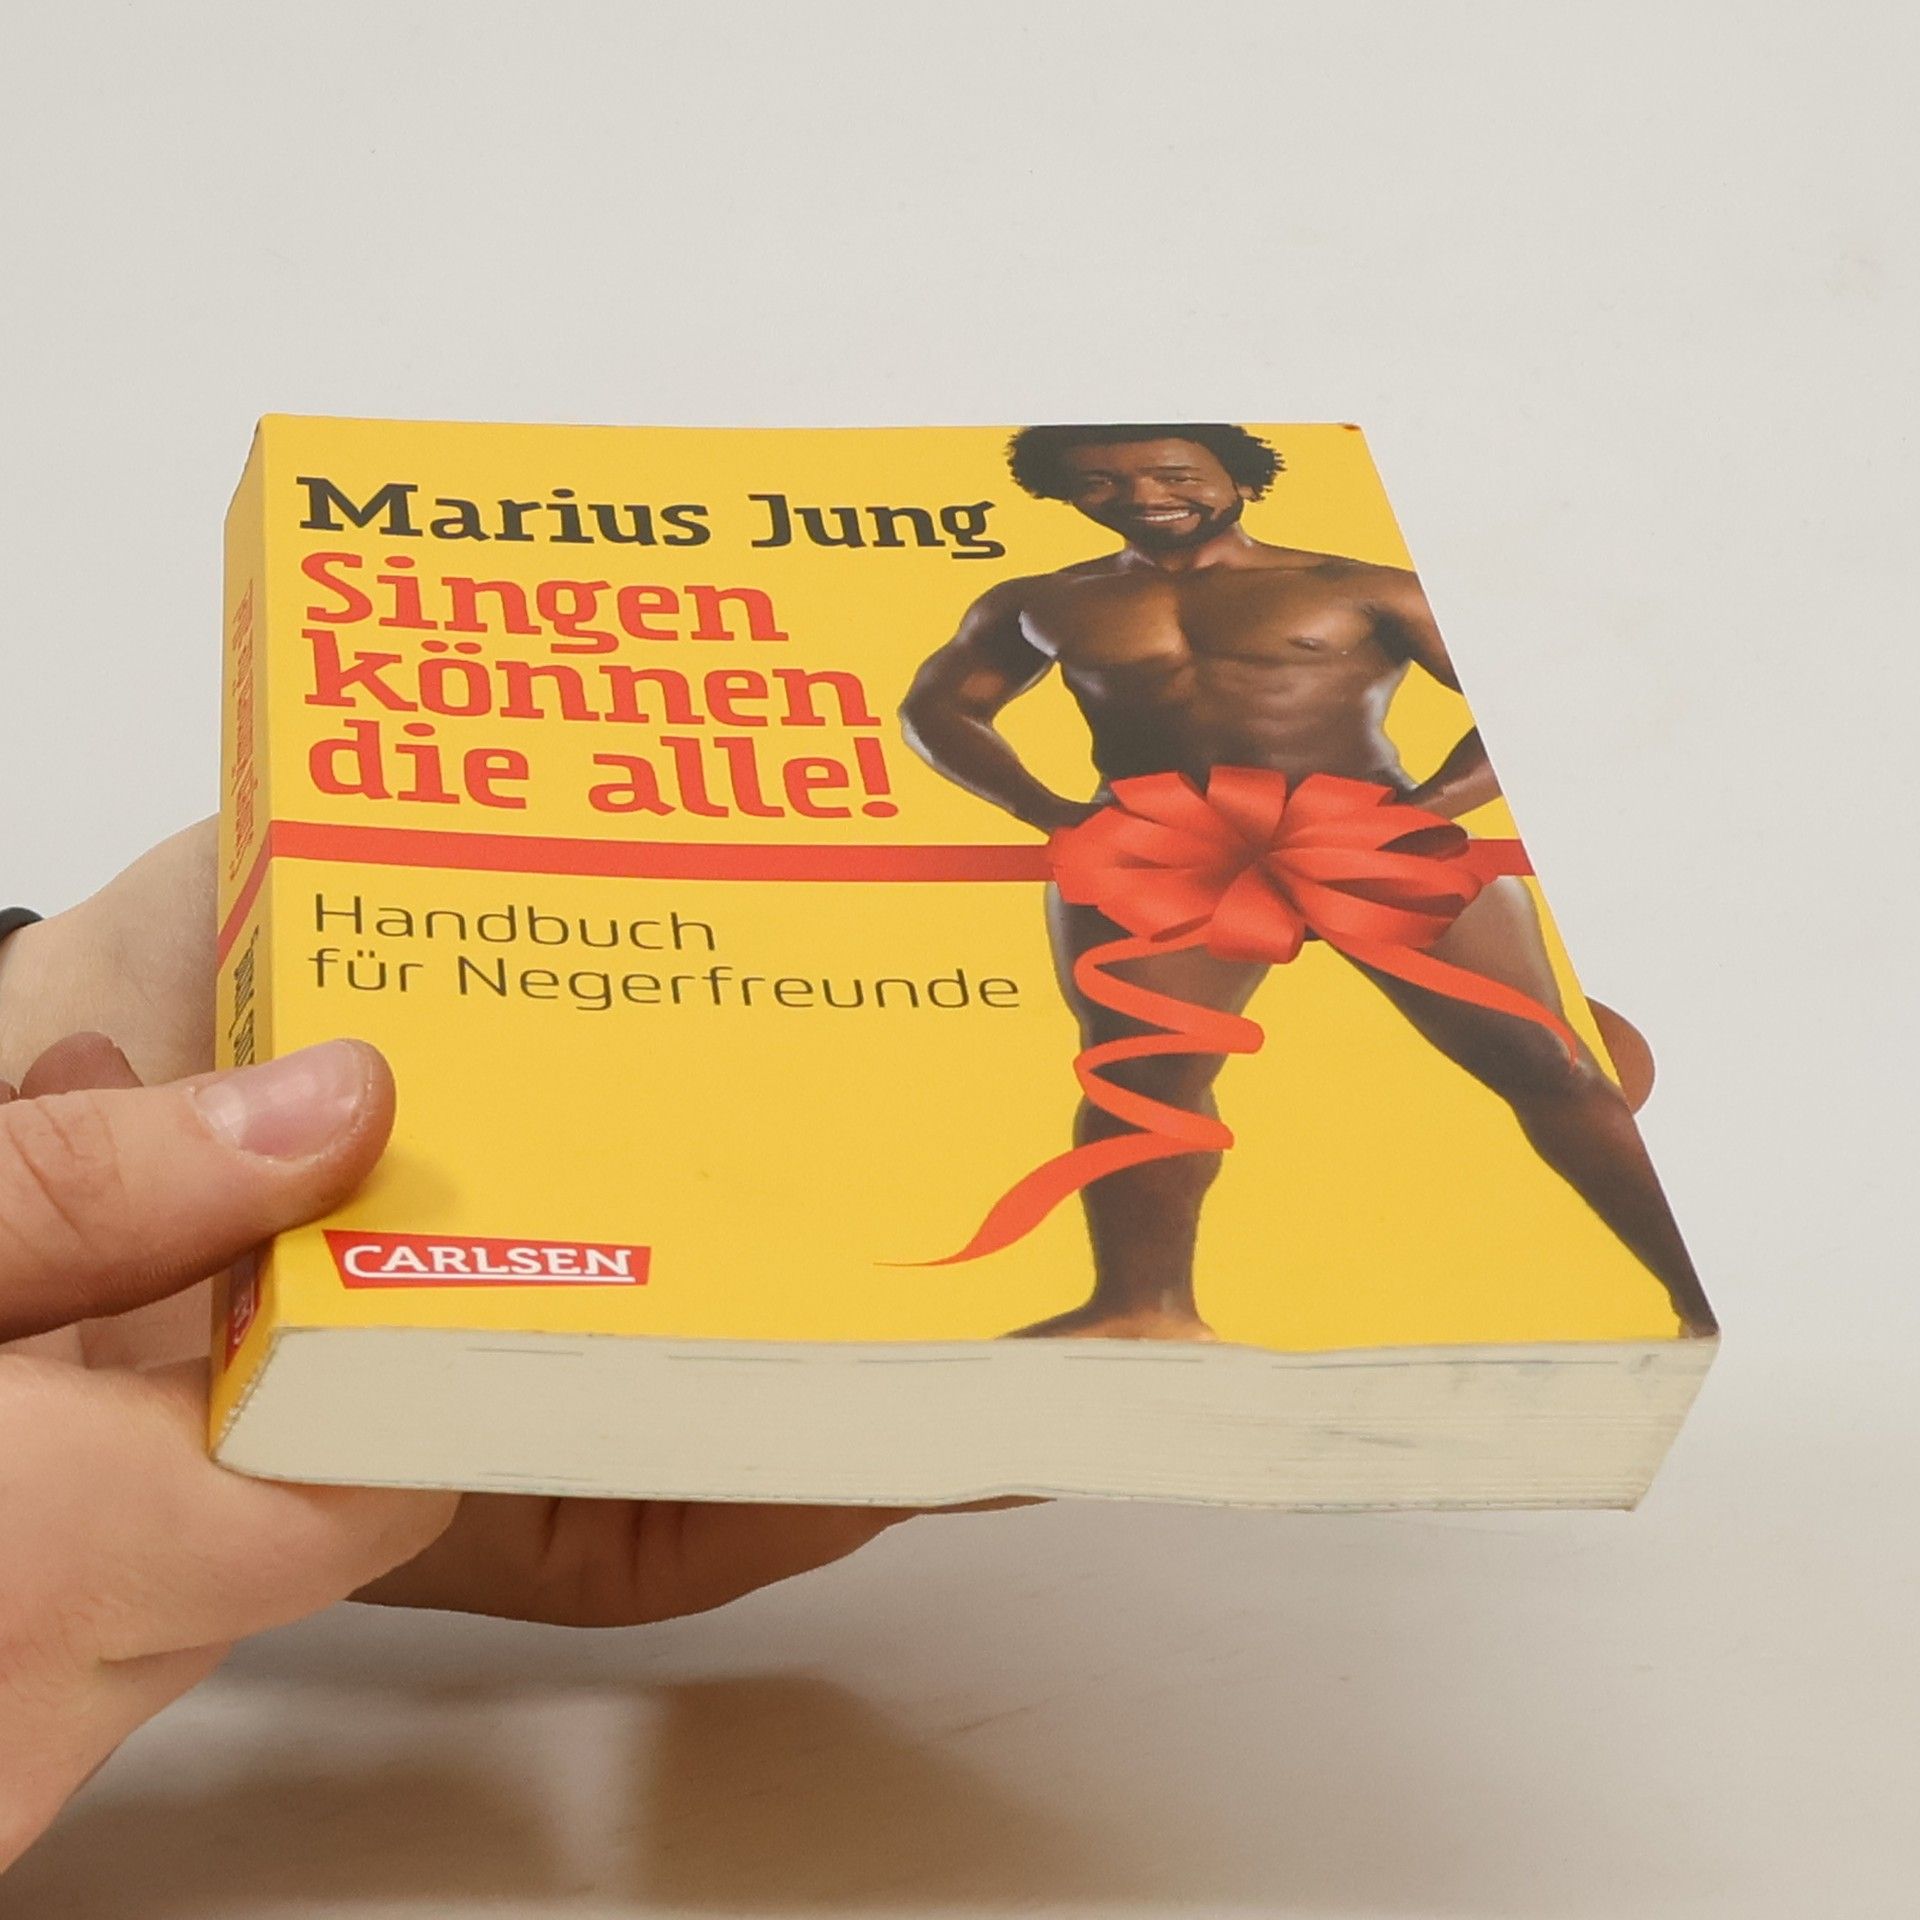 Marius Jung
Singen
können
die alle!
Handbuch
für Negerfreunde
CARLSEN